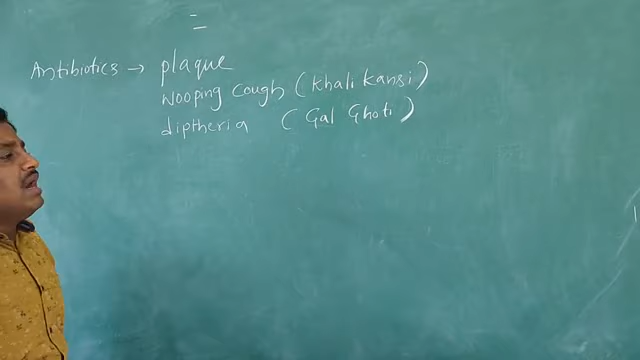 Antibiotics → plaque
Wooping Cough (Khali Kansi)
diptheria (Gal Ghoti)